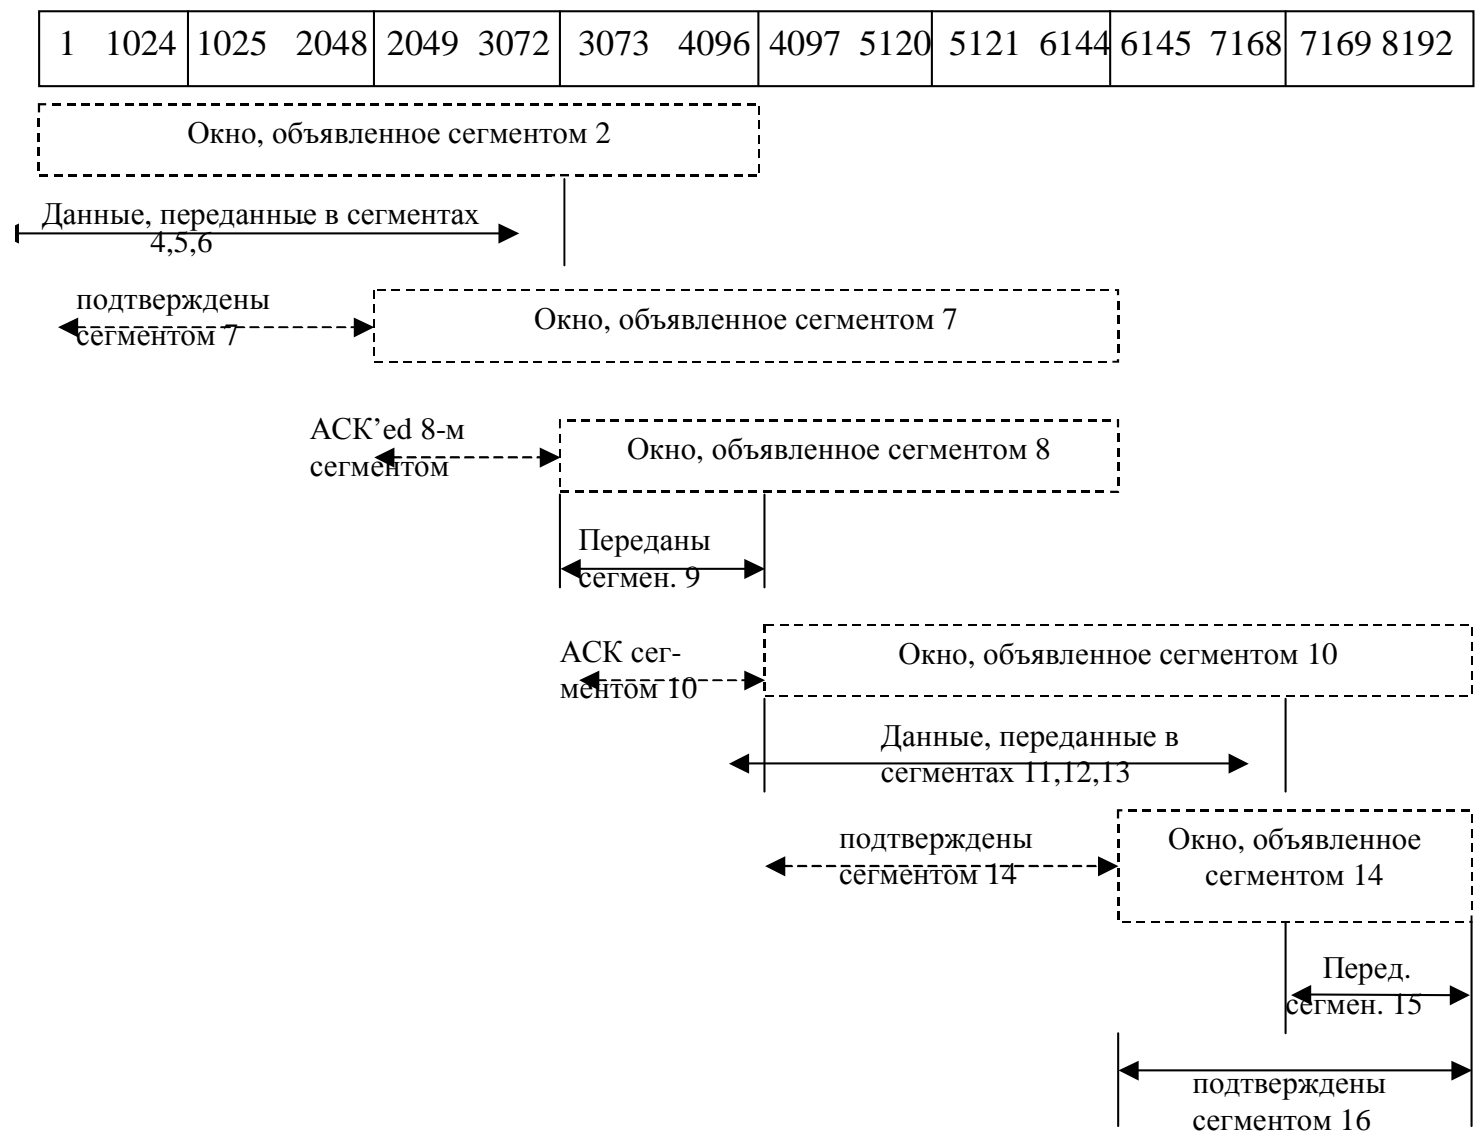 1 1024 1025 2048 2049 3072 3073 4096 4097 5120 5121 6144 6145 7168 7169 8192
Окно, объявленное сегментом 2
Данные, переданные в сегментах
4,5,6
подтверждены
сегментом 7
Окно, объявленное сегментом 7
АСК’ed 8-м
сегментом
Окно, объявленное сегментом 8
Переданы
сегмен. 9
АСК сег-
ментом 10
Окно, объявленное сегментом 10
Данные, переданные в
сегментах 11,12,13
подтверждены
сегментом 14
Окно, объявленное
сегментом 14
Перед.
сегмен. 15
подтверждены
сегментом 16